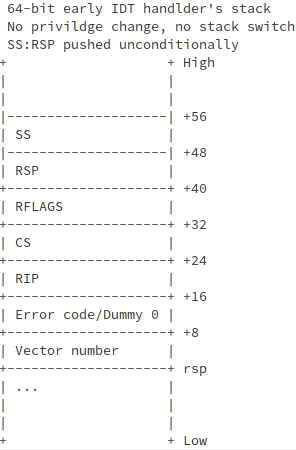 64-bit early IDT handlder's stack
No privildge change, no stack switch
SS:RSP pushed unconditionally
+ + High
| |
| |
|--------------------+ +56
| SS |
|--------------------+ +48
| RSP |
+--------------------+ +40
| RFLAGS |
+--------------------+ +32
| CS |
+--------------------+ +24
| RIP |
+--------------------+ +16
| Error code/Dummy 0 |
+--------------------+ +8
| Vector number |
+--------------------+ rsp
| ... |
| |
| |
+ + Low